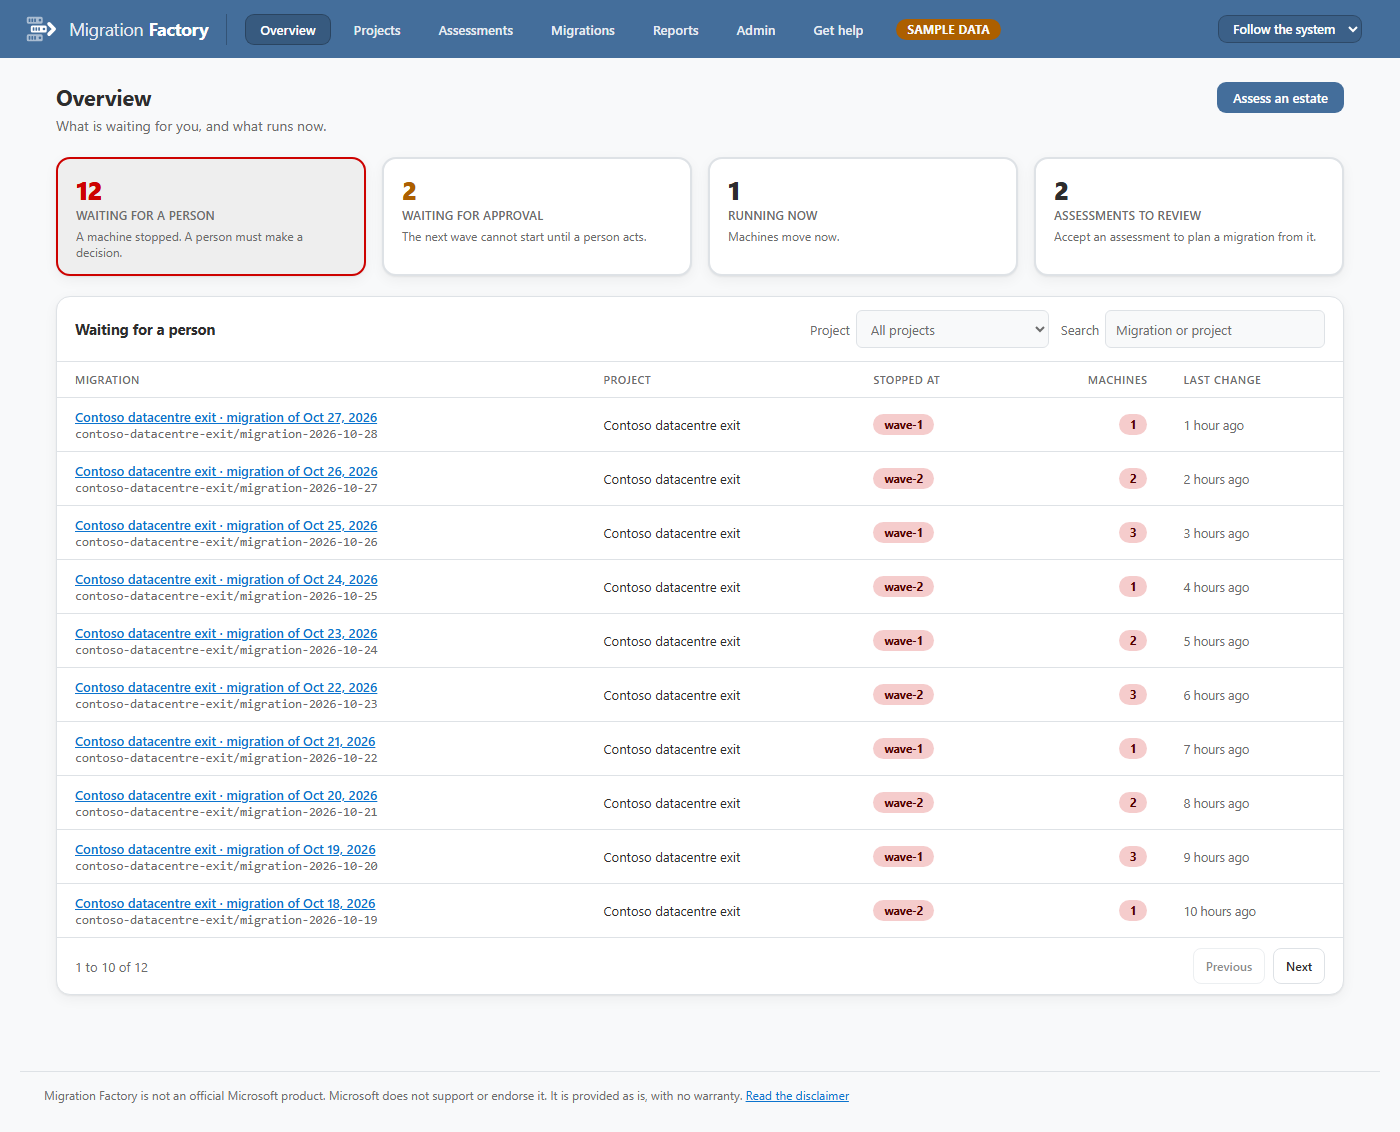 Migration Factory
Overview
Projects
Assessments
Migrations
Reports
Admin
Get help
SAMPLE DATA
Follow the system
Overview
What is waiting for you, and what runs now.
Assess an estate
12
WAITING FOR A PERSON
A machine stopped. A person must make a
decision.
2
WAITING FOR APPROVAL
The next wave cannot start until a person acts.
1
RUNNING NOW
Machines move now.
2
ASSESSMENTS TO REVIEW
Accept an assessment to plan a migration from it.
Waiting for a person
Project
All projects
Search
Migration or project
MIGRATION PROJECT STOPPED AT MACHINES LAST CHANGE
Contoso datacentre exit · migration of Oct 27, 2026
contoso-datacentre-exit/migration-2026-10-28
Contoso datacentre exit wave-1 1 1 hour ago
Contoso datacentre exit · migration of Oct 26, 2026
contoso-datacentre-exit/migration-2026-10-27
Contoso datacentre exit wave-2 2 2 hours ago
Contoso datacentre exit · migration of Oct 25, 2026
contoso-datacentre-exit/migration-2026-10-26
Contoso datacentre exit wave-1 3 3 hours ago
Contoso datacentre exit · migration of Oct 24, 2026
contoso-datacentre-exit/migration-2026-10-25
Contoso datacentre exit wave-2 1 4 hours ago
Contoso datacentre exit · migration of Oct 23, 2026
contoso-datacentre-exit/migration-2026-10-24
Contoso datacentre exit wave-1 2 5 hours ago
Contoso datacentre exit · migration of Oct 22, 2026
contoso-datacentre-exit/migration-2026-10-23
Contoso datacentre exit wave-2 3 6 hours ago
Contoso datacentre exit · migration of Oct 21, 2026
contoso-datacentre-exit/migration-2026-10-22
Contoso datacentre exit wave-1 1 7 hours ago
Contoso datacentre exit · migration of Oct 20, 2026
contoso-datacentre-exit/migration-2026-10-21
Contoso datacentre exit wave-2 2 8 hours ago
Contoso datacentre exit · migration of Oct 19, 2026
contoso-datacentre-exit/migration-2026-10-20
Contoso datacentre exit wave-1 3 9 hours ago
Contoso datacentre exit · migration of Oct 18, 2026
contoso-datacentre-exit/migration-2026-10-19
Contoso datacentre exit wave-2 1 10 hours ago
1 to 10 of 12
Previous
Next
Migration Factory is not an official Microsoft product. Microsoft does not support or endorse it. It is provided as is, with no warranty. Read the disclaimer